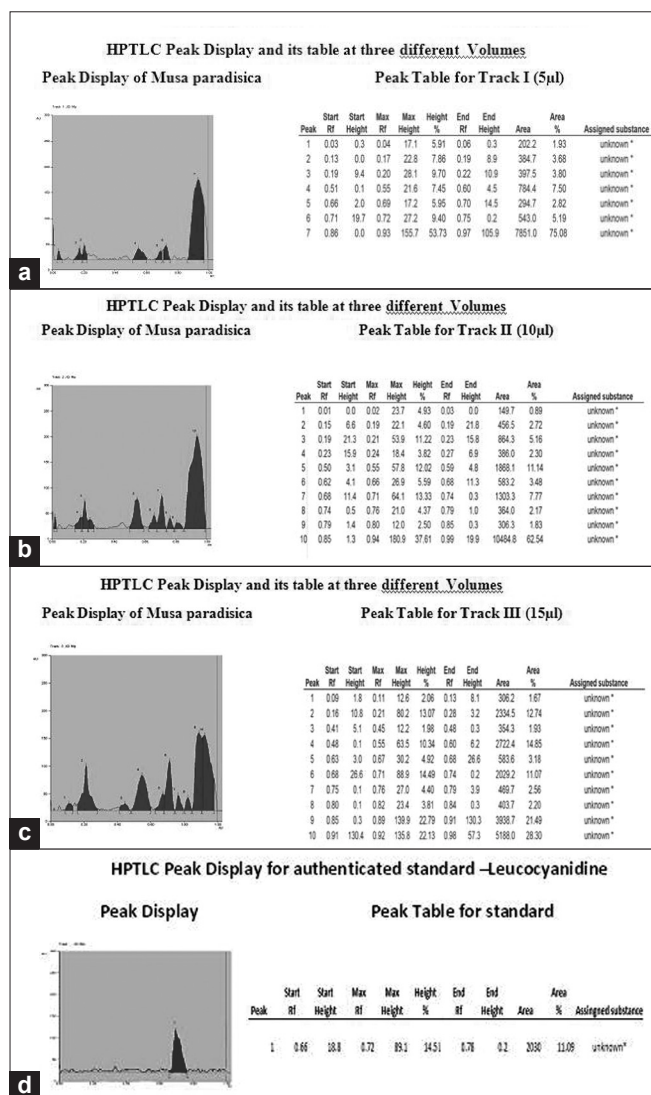 HPTLC Peak Display and its table at three different Volumes
Peak Display of Musa paradisica Peak Table for Track I (5µl)
Start Start Max Max Height End End Area
Peak Rf Height Rf Height % Rf Height Area % Assigned substance
1 0.03 0.3 0.04 17.1 5.91 0.06 0.3 202.2 1.93 unknown *
2 0.13 0.0 0.17 22.8 7.86 0.19 8.9 384.7 3.68 unknown *
3 0.19 9.4 0.20 28.1 9.70 0.22 10.9 397.5 3.80 unknown *
4 0.51 0.1 0.55 21.6 7.45 0.60 4.5 784.4 7.50 unknown *
5 0.66 2.0 0.69 17.2 5.95 0.70 14.5 294.7 2.82 unknown *
6 0.71 19.7 0.72 27.2 9.40 0.75 0.2 543.0 5.19 unknown *
7 0.86 0.0 0.93 155.7 53.73 0.97 105.9 7851.0 75.08 unknown *
a
HPTLC Peak Display and its table at three different Volumes
Peak Display of Musa paradisica Peak Table for Track II (10µl)
Start Start Max Max Height End End Area
Peak Rf Height Rf Height % Rf Height Area % Assigned substance
1 0.01 0.0 0.02 23.7 4.93 0.03 0.0 149.7 0.89 unknown *
2 0.15 6.6 0.19 22.1 4.60 0.19 21.8 456.5 2.72 unknown *
3 0.19 21.3 0.21 53.9 11.22 0.23 15.8 864.3 5.16 unknown *
4 0.23 15.9 0.24 18.4 3.82 0.27 6.9 386.0 2.30 unknown *
5 0.50 3.1 0.55 57.8 12.02 0.59 4.8 1868.1 11.14 unknown *
6 0.62 4.1 0.66 26.9 5.59 0.68 11.3 583.2 3.48 unknown *
7 0.68 11.4 0.71 64.1 13.33 0.74 0.3 1303.3 7.77 unknown *
8 0.74 0.5 0.76 21.0 4.37 0.79 1.0 364.0 2.17 unknown *
9 0.79 1.4 0.80 12.0 2.50 0.85 0.3 306.3 1.83 unknown *
10 0.85 1.3 0.94 180.9 37.61 0.99 19.9 10484.8 62.54 unknown *
b
HPTLC Peak Display and its table at three different Volumes
Peak Display of Musa paradisica Peak Table for Track III (15µl)
Start Start Max Max Height End End Area
Peak Rf Height Rf Height % Rf Height Area % Assigned substance
1 0.09 1.8 0.11 12.6 2.06 0.13 8.1 306.2 1.67 unknown *
2 0.16 10.8 0.21 80.2 13.07 0.28 3.2 2334.5 12.74 unknown *
3 0.41 5.1 0.45 12.2 1.98 0.48 0.3 354.3 1.93 unknown *
4 0.48 0.1 0.55 63.5 10.34 0.60 6.2 2722.4 14.85 unknown *
5 0.63 3.0 0.67 30.2 4.92 0.68 26.6 583.6 3.18 unknown *
6 0.68 26.6 0.71 88.9 14.49 0.74 0.2 2029.2 11.07 unknown *
7 0.75 0.1 0.76 27.0 4.40 0.79 3.9 469.7 2.56 unknown *
8 0.80 0.1 0.82 23.4 3.81 0.84 0.3 403.7 2.20 unknown *
9 0.85 0.3 0.89 139.9 22.79 0.91 130.3 3938.7 21.49 unknown *
10 0.91 130.4 0.92 135.8 22.13 0.98 57.3 5188.0 28.30 unknown *
c
HPTLC Peak Display for authenticated standard –Leucocyanidine
Peak Display Peak Table for standard
Start Start Max Max Height End End Area
Peak Rf Height Rf Height % Rf Height Area % Assingned substance
1 0.66 18.8 0.72 89.1 14.51 0.78 0.2 2030 11.09 unknown*
d